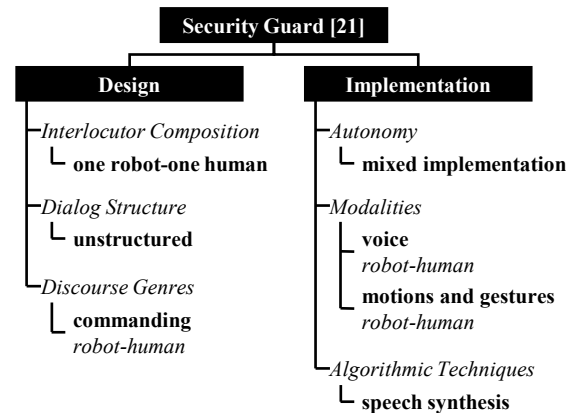 Security Guard [21]
Design
Interlocutor Composition
one robot-one human
Dialog Structure
unstructured
Discourse Genres
commanding
robot-human
Implementation
Autonomy
mixed implementation
Modalities
voice
robot-human
motions and gestures
robot-human
Algorithmic Techniques
speech synthesis